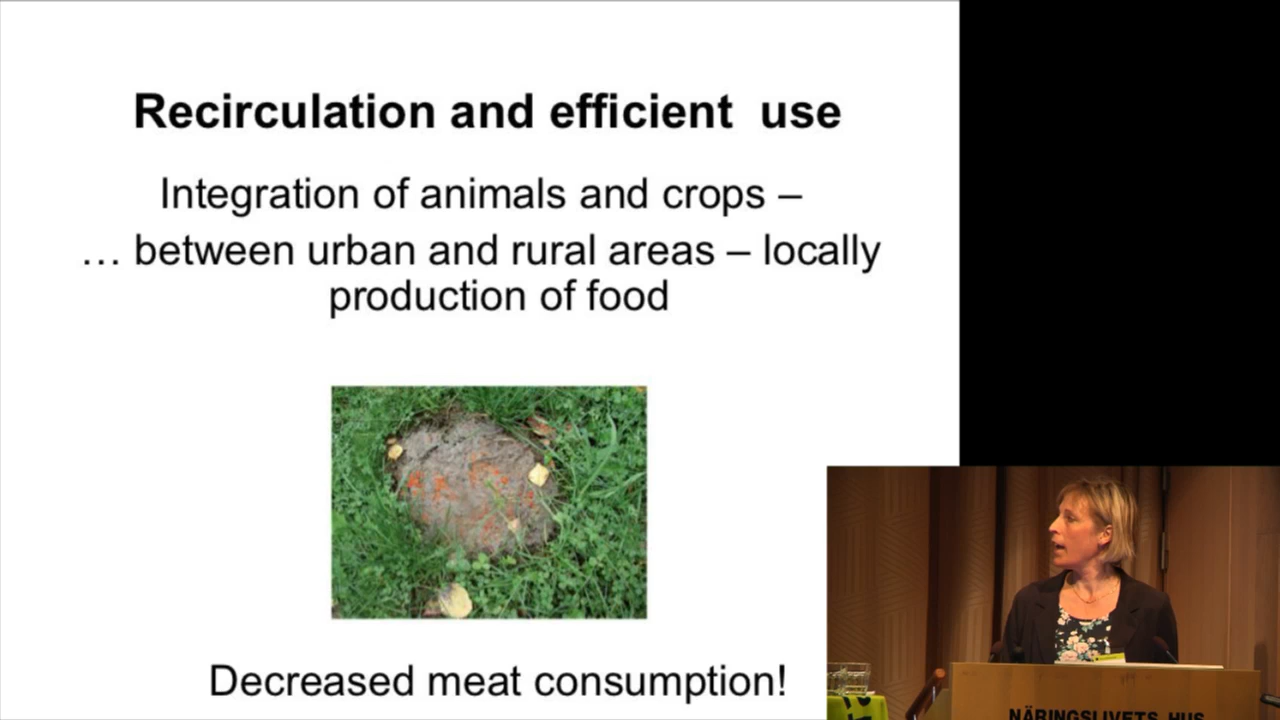 Recirculation and efficient  use
Integration of animals and crops –
… between urban and rural areas – locally
production of food
Decreased meat consumption!
NÄRINGSLIVETS HUS